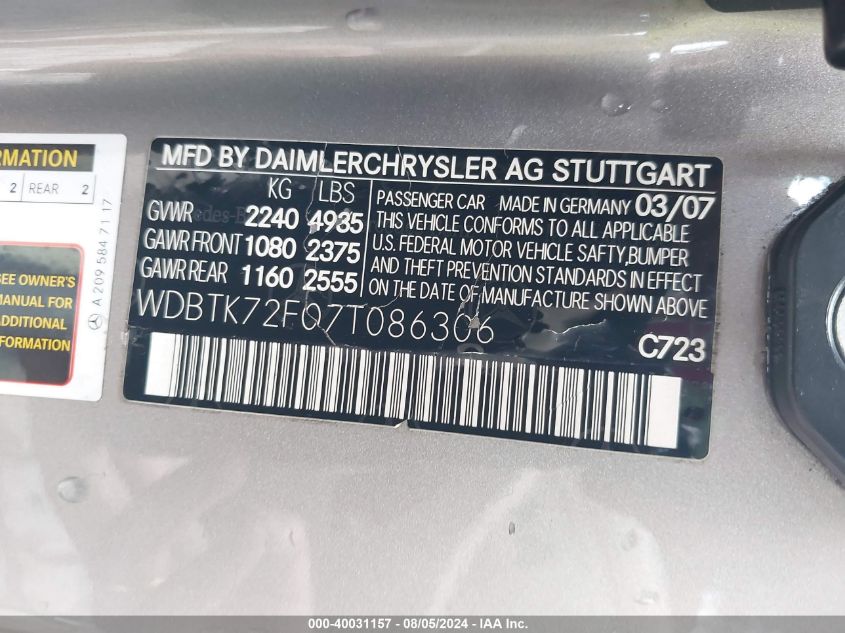 RMATION
2 REAR 2
SEE OWNER'S
MANUAL FOR
ADDITIONAL
FORMATION
A 209 584 71 17
MFD BY DAIMLERCHRYSLER AG STUTTGART
KG LBS
GVWR 2240 4935
GAWR FRONT 1080 2375
GAWR REAR 1160 2555
PASSENGER CAR MADE IN GERMANY 03/07
THIS VEHICLE CONFORMS TO ALL APPLICABLE
U.S. FEDERAL MOTOR VEHICLE SAFTY,BUMPER
AND THEFT PREVENTION STANDARDS IN EFFECT
ON THE DATE OF MANUFACTURE SHOWN ABOVE
WDBTK72F07T086306
C723
000-40031157 - 08/05/2024 - IAA Inc.